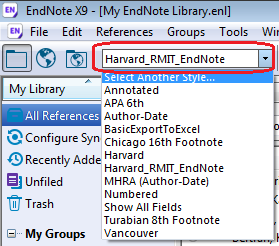 EN EndNote X9 - [My EndNote Library.enl]
File Edit References Groups Tools
Harvard_RMIT_EndNote
My Library
Select Another Style...
Annotated
APA 6th
Author-Date
BasicExportToExcel
Chicago 16th Footnote
Harvard
Harvard_RMIT_EndNote
MHRA (Author-Date)
Numbered
Show All Fields
Turabian 8th Footnote
Vancouver
All References
Configure Syn
Recently Adde
Unfiled
Trash
My Groups